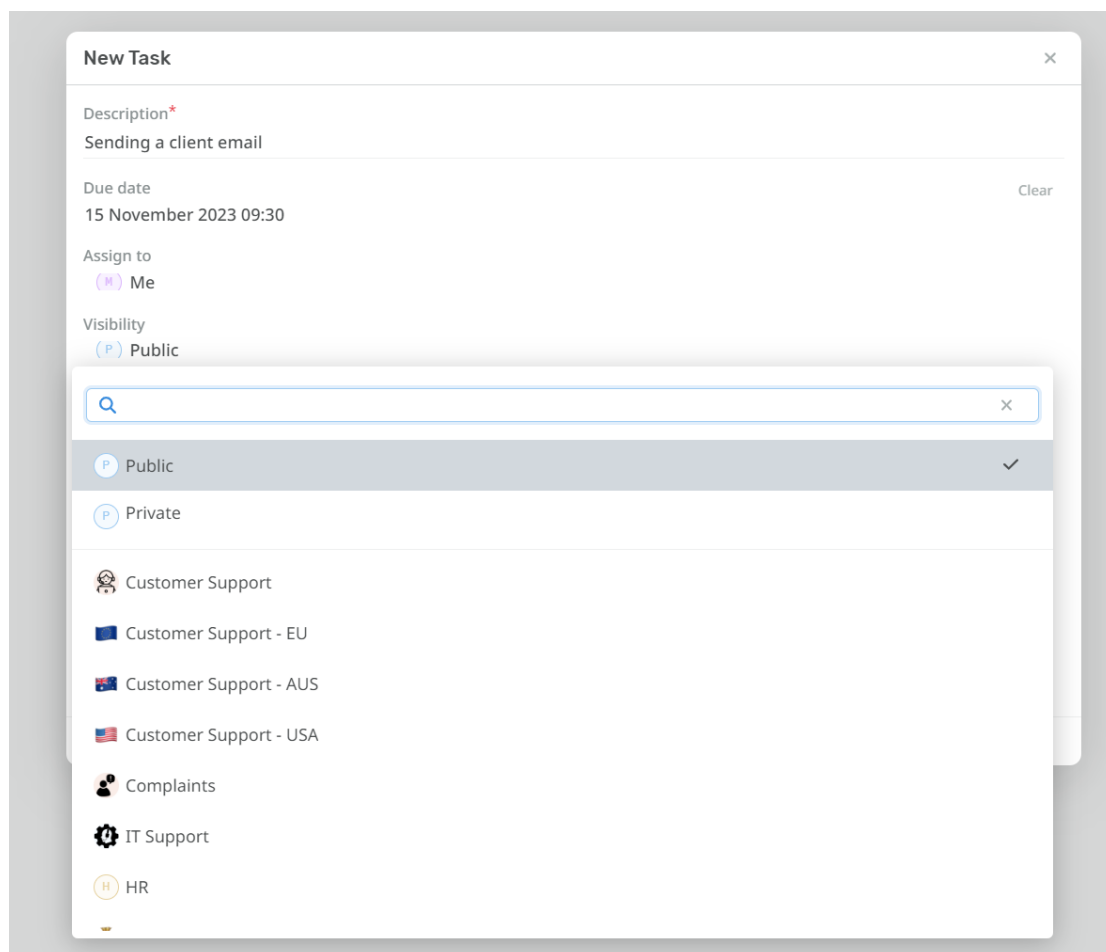 New Task
Description*
Sending a client email
Due date
Clear
15 November 2023 09:30
Assign to
M Me
Visibility
P Public
P Public
P Private
Customer Support
Customer Support - EU
Customer Support - AUS
Customer Support - USA
Complaints
IT Support
H HR